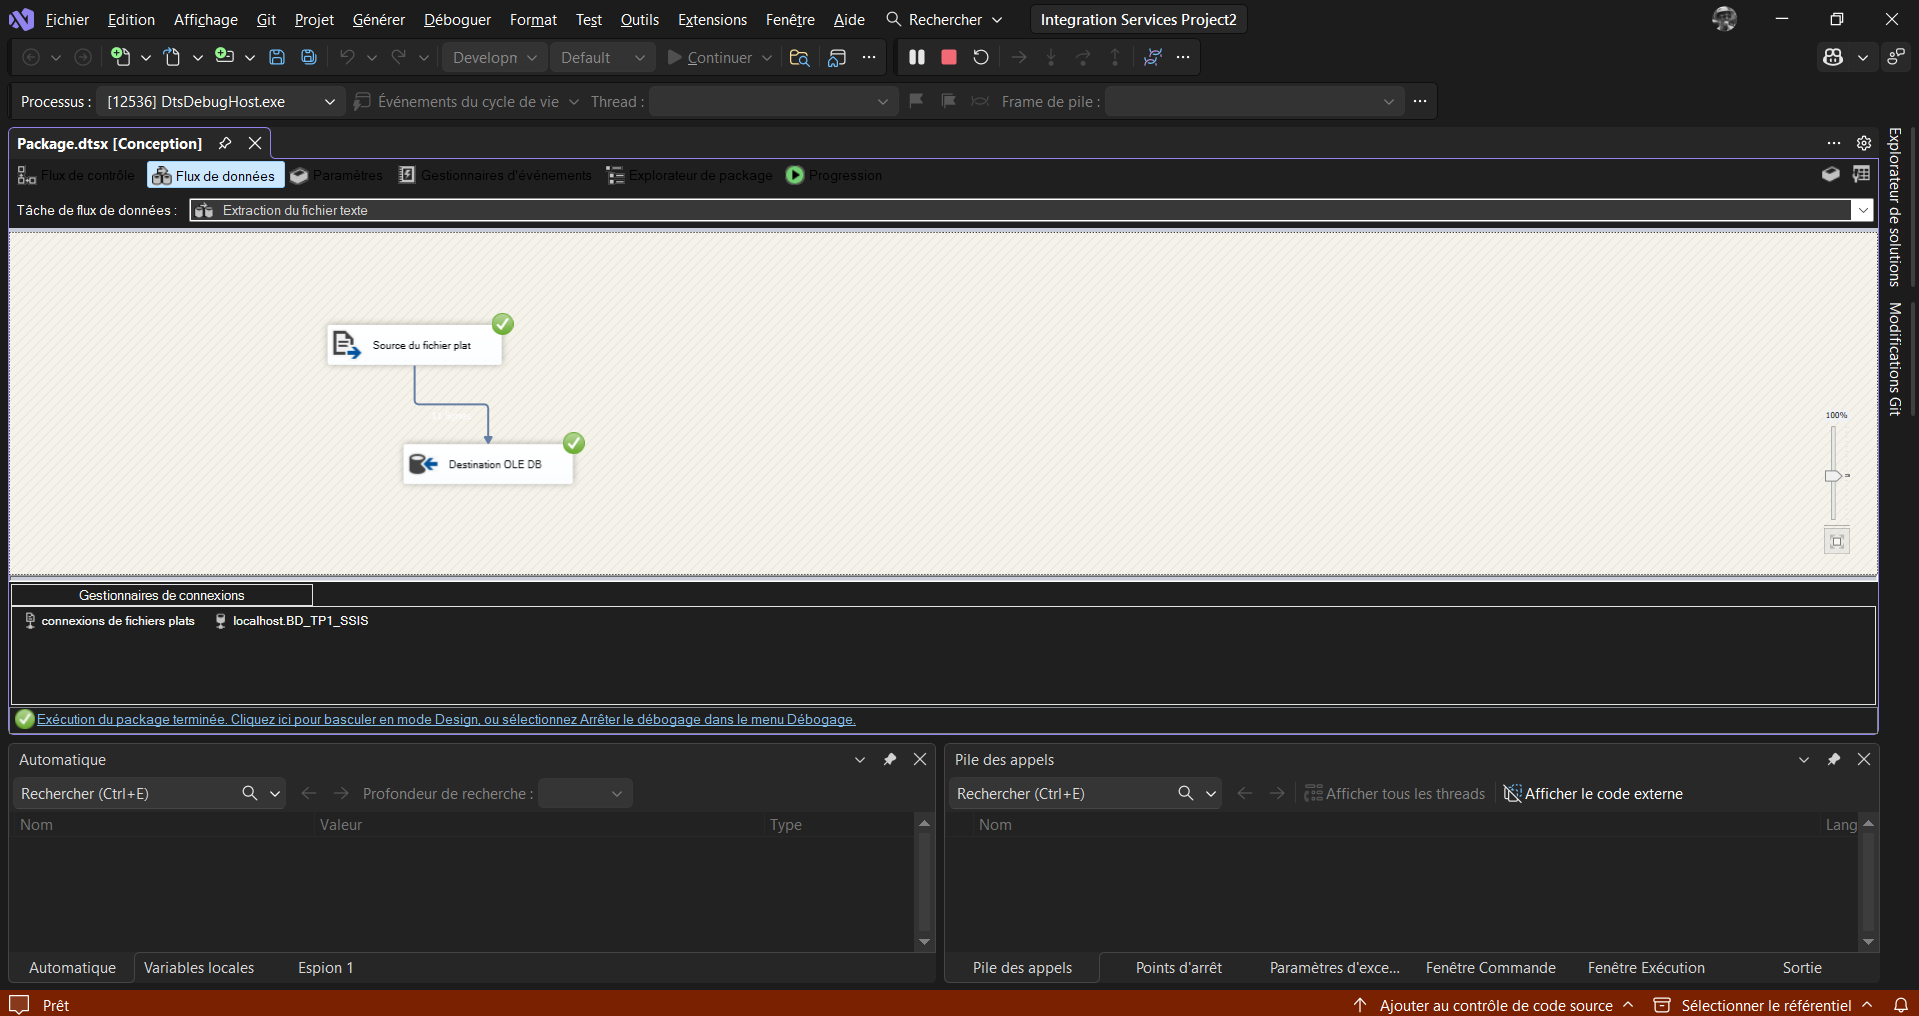 Fichier Edition Affichage Git Projet Générer Déboguer Format Test Outils Extensions Fenêtre Aide Rechercher Integration Services Project2
Developm Default Continuer
Processus : [12536] DtsDebugHost.exe Événements du cycle de vie Thread : Frame de pile :
Package.dtsx [Conception]
Flux de contrôle Flux de données Paramètres Gestionnaires d'événements Explorateur de package Progression
Tâche de flux de données : Extraction du fichier texte
Source du fichier plat
Destination OLE DB
100%
Gestionnaires de connexions
connexions de fichiers plats localhost.BD_TP1_SSIS
Exécution du package terminée. Cliquez ici pour basculer en mode Design, ou sélectionnez Arrêter le débogage dans le menu Débogage.
Explorateur de solutions
Modifications Git
Automatique
Rechercher (Ctrl+E) Profondeur de recherche :
Nom Valeur Type
Automatique Variables locales Espion 1
Pile des appels
Rechercher (Ctrl+E) Afficher tous les threads Afficher le code externe
Nom Lang
Pile des appels Points d'arrêt Paramètres d'exce... Fenêtre Commande Fenêtre Exécution Sortie
Prêt Ajouter au contrôle de code source Sélectionner le référentiel